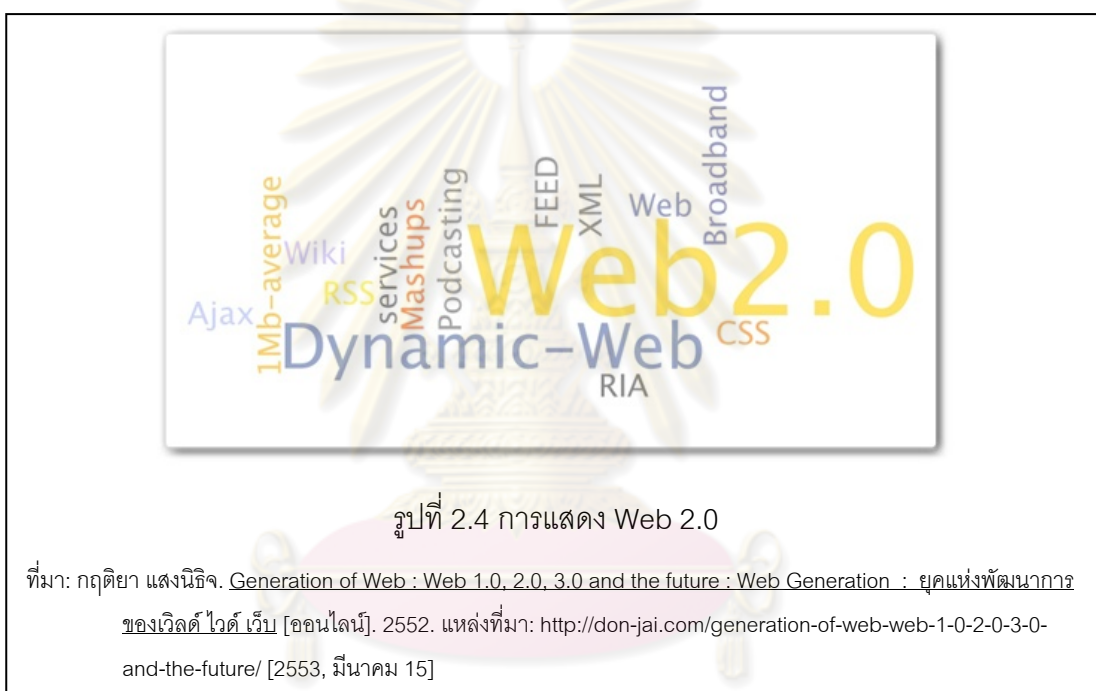 Broadband
FEED
XML
Web
Podcasting
1Mb-average
services
Mashups
Wiki
Web2.0
RSS
Ajax
Dynamic-Web
CSS
RIA
รูปที่ 2.4 การแสดง Web 2.0
ที่มา: กฤติยา แสงนิธิจ. Generation of Web : Web 1.0, 2.0, 3.0 and the future : Web Generation : ยุคแห่งพัฒนาการ
ของเวิลด์ ไวด์ เว็บ [ออนไลน์]. 2552. แหล่งที่มา: http://don-jai.com/generation-of-web-web-1-0-2-0-3-0-
and-the-future/ [2553, มีนาคม 15]